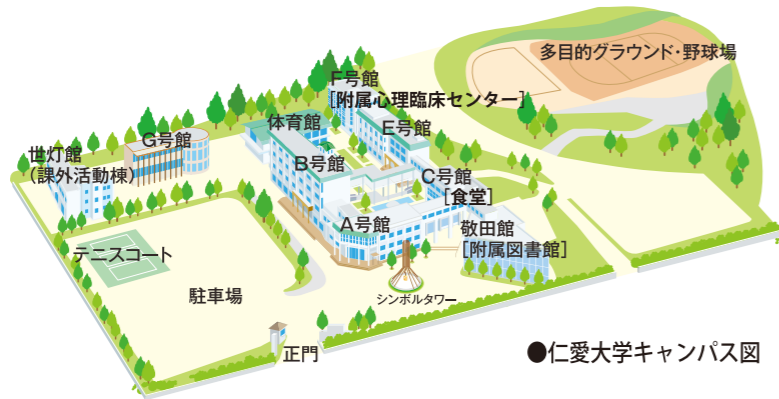 多目的グラウンド・野球場
F号館
[附属心理臨床センター]
体育館
E号館
G号館
世灯館
(課外活動棟)
B号館
C号館
[食堂]
A号館
敬田館
[附属図書館]
テニスコート
駐車場
シンボルタワー
正門
●仁愛大学キャンパス図